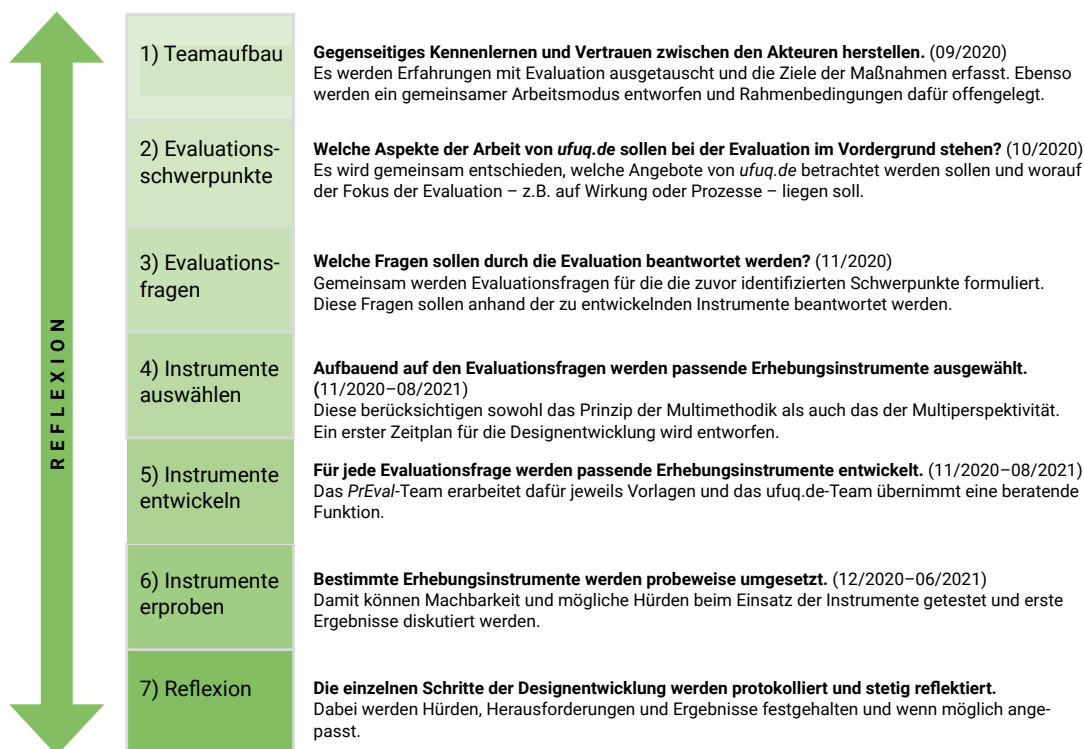 REFLEXION
1) Teamaufbau
Gegenseitiges Kennenlernen und Vertrauen zwischen den Akteuren herstellen. (09/2020)
Es werden Erfahrungen mit Evaluation ausgetauscht und die Ziele der Maßnahmen erfasst. Ebenso
werden ein gemeinsamer Arbeitsmodus entworfen und Rahmenbedingungen dafür offengelegt.
2) Evaluations-
schwerpunkte
Welche Aspekte der Arbeit von ufuq.de sollen bei der Evaluation im Vordergrund stehen? (10/2020)
Es wird gemeinsam entschieden, welche Angebote von ufuq.de betrachtet werden sollen und worauf
der Fokus der Evaluation – z.B. auf Wirkung oder Prozesse – liegen soll.
3) Evaluations-
fragen
Welche Fragen sollen durch die Evaluation beantwortet werden? (11/2020)
Gemeinsam werden Evaluationsfragen für die die zuvor identifizierten Schwerpunkte formuliert.
Diese Fragen sollen anhand der zu entwickelnden Instrumente beantwortet werden.
4) Instrumente
auswählen
Aufbauend auf den Evaluationsfragen werden passende Erhebungsinstrumente ausgewählt.
(11/2020–08/2021)
Diese berücksichtigen sowohl das Prinzip der Multimethodik als auch das der Multiperspektivität.
Ein erster Zeitplan für die Designentwicklung wird entworfen.
5) Instrumente
entwickeln
Für jede Evaluationsfrage werden passende Erhebungsinstrumente entwickelt. (11/2020–08/2021)
Das PrEval-Team erarbeitet dafür jeweils Vorlagen und das ufuq.de-Team übernimmt eine beratende
Funktion.
6) Instrumente
erproben
Bestimmte Erhebungsinstrumente werden probeweise umgesetzt. (12/2020–06/2021)
Damit können Machbarkeit und mögliche Hürden beim Einsatz der Instrumente getestet und erste
Ergebnisse diskutiert werden.
7) Reflexion
Die einzelnen Schritte der Designentwicklung werden protokolliert und stetig reflektiert.
Dabei werden Hürden, Herausforderungen und Ergebnisse festgehalten und wenn möglich ange-
passt.